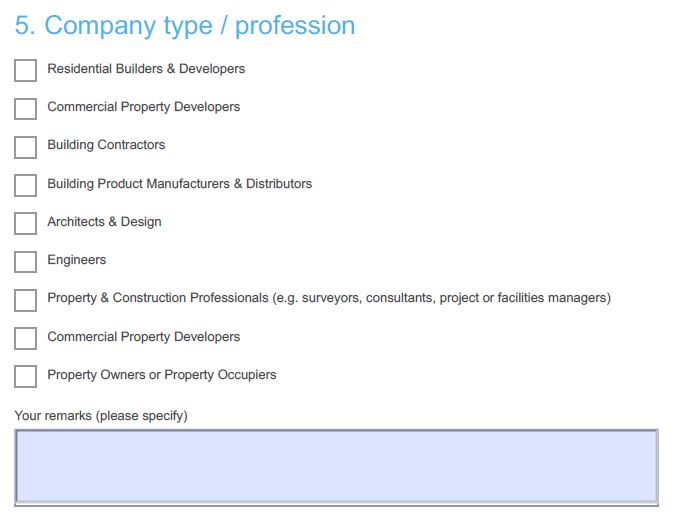 5. Company type / profession
Residential Builders & Developers
Commercial Property Developers
Building Contractors
Building Product Manufacturers & Distributors
Architects & Design
Engineers
Property & Construction Professionals (e.g. surveyors, consultants, project or facilities managers)
Commercial Property Developers
Property Owners or Property Occupiers
Your remarks (please specify)